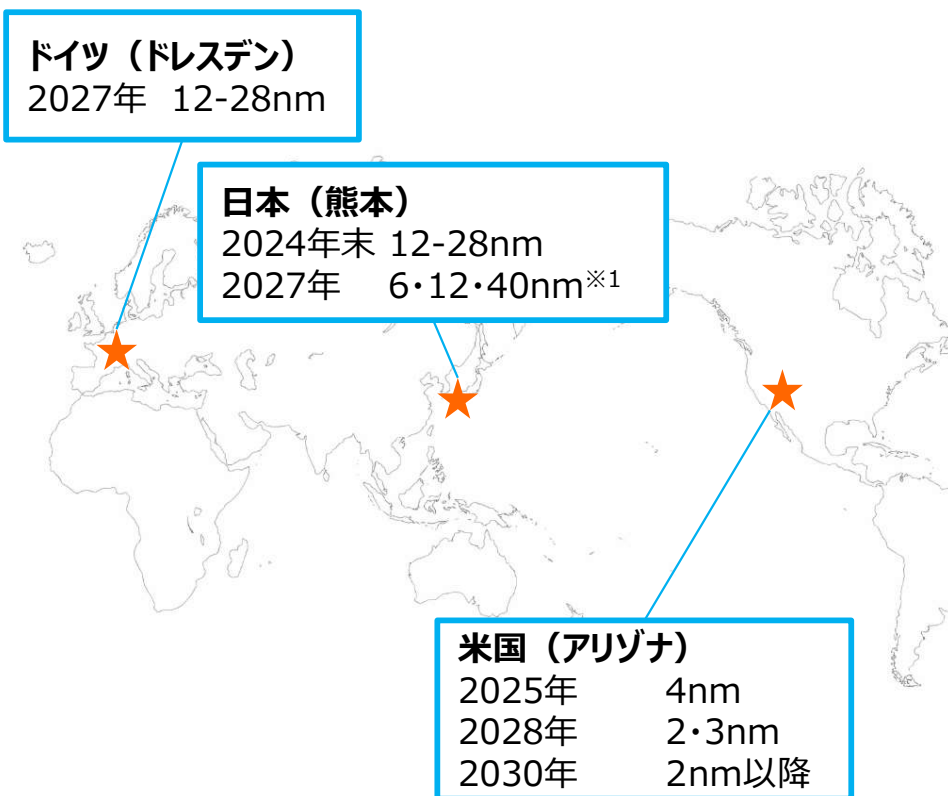 ドイツ（ドレスデン）
2027年 12-28nm
日本（熊本）
2024年末 12-28nm
2027年 6・12・40nm※1
米国（アリゾナ）
2025年 4nm
2028年 2・3nm
2030年 2nm以降